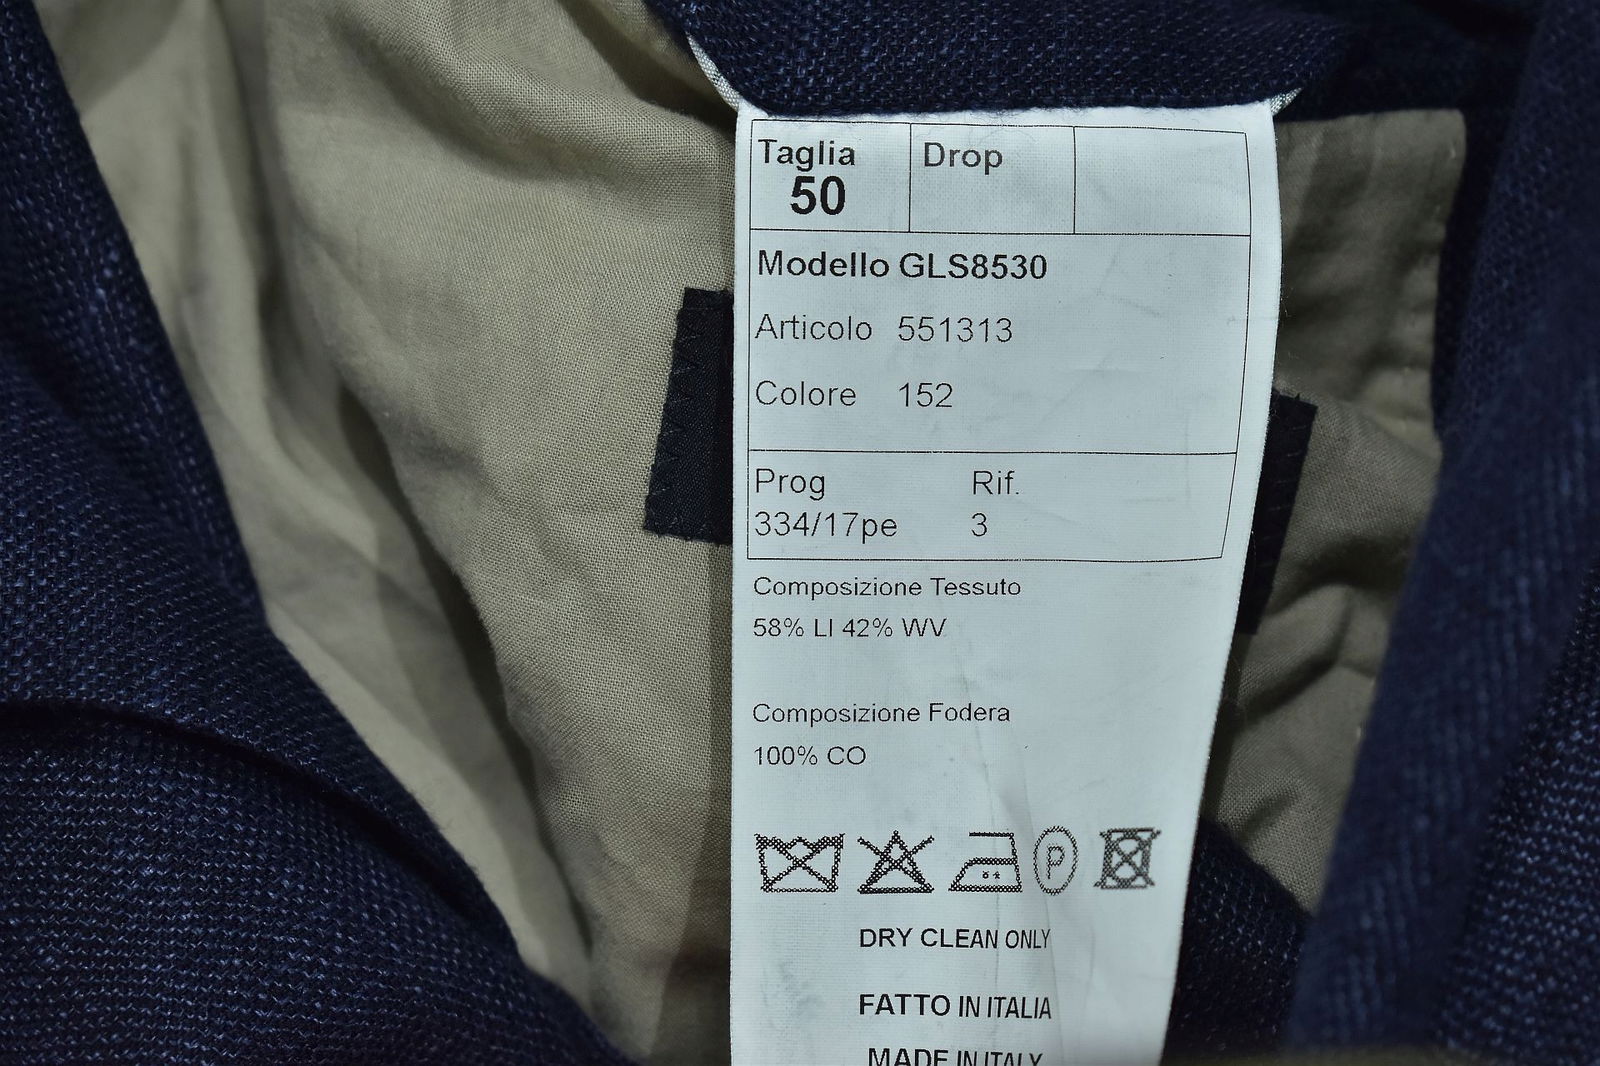 Taglia Drop
50
Modello GLS8530
Articolo 551313
Colore 152
Prog Rif.
334/17pe 3
Composizione Tessuto
58% LI 42% WV
Composizione Fodera
100% CO
P
DRY CLEAN ONLY
FATTO IN ITALIA
MADE IN ITALY